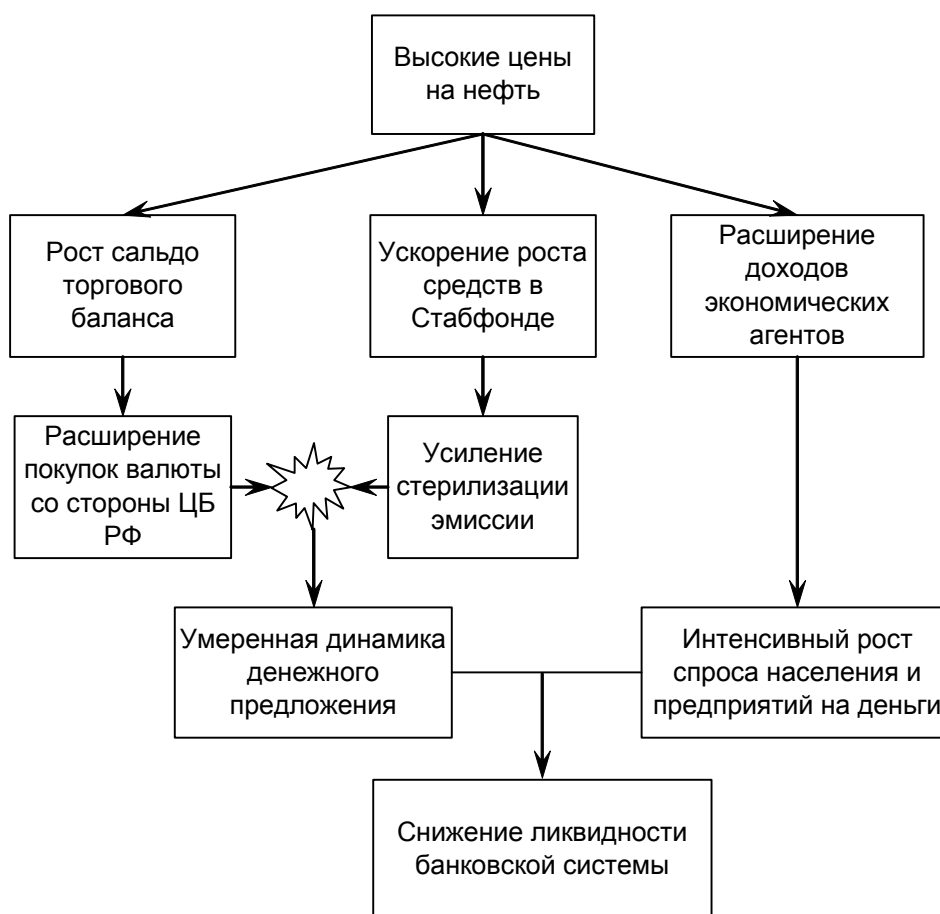 Высокие цены
на нефть
Рост сальдо
торгового
баланса
Ускорение роста
средств в
Стабфонде
Расширение
доходов
экономических
агентов
Расширение
покупок валюты
со стороны ЦБ
РФ
Усиление
стерилизации
эмиссии
Умеренная динамика
денежного
предложения
Интенсивный рост
спроса населения и
предприятий на деньги
Снижение ликвидности
банковской системы